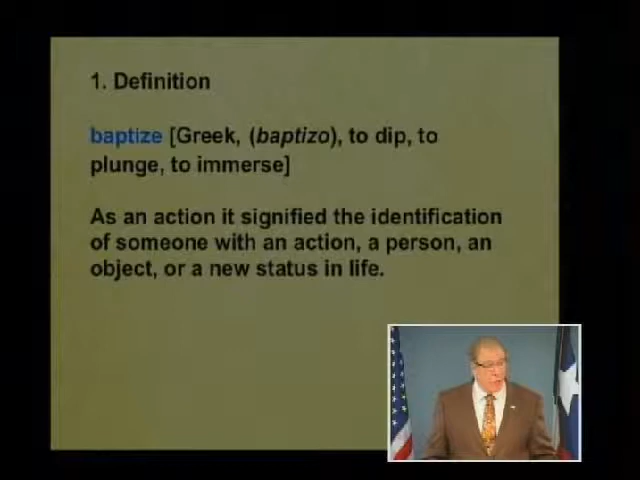 1. Definition
baptize [Greek, (baptizo), to dip, to
plunge, to immerse]
As an action it signified the identification
of someone with an action, a person, an
object, or a new status in life.